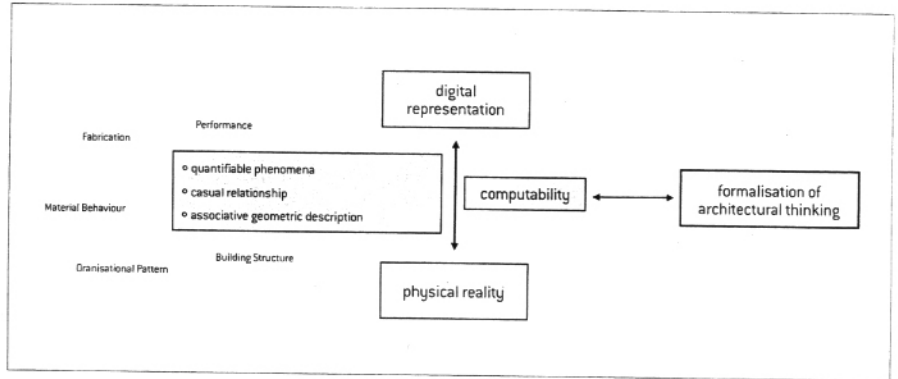 digital
representation
Performance
Fabrication
o quantifiable phenomena
o casual relationship
o associative geometric description
computability
formalisation of
architectural thinking
Material Behaviour
Building Structure
Oranisational Pattern
physical reality